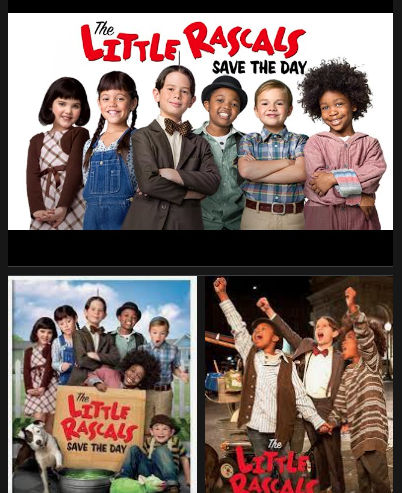 The
LITTLE RASCALS
SAVE THE DAY
The
LITTLE
RASCALS
SAVE THE DAY
The
LITTLE
RASCALS